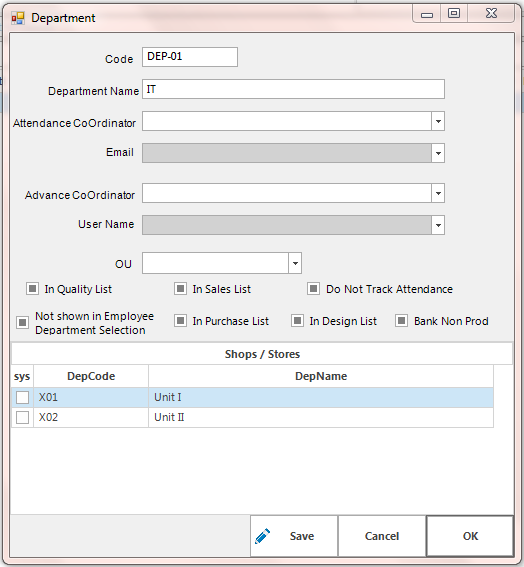 Department
Code DEP-01
Department Name IT
Attendance CoOrdinator
Email
Advance CoOrdinator
User Name
OU
In Quality List In Sales List Do Not Track Attendance
Not shown in Employee
Department Selection In Purchase List In Design List Bank Non Prod
Shops / Stores
sys DepCode DepName
X01 Unit I
X02 Unit II
Save Cancel OK